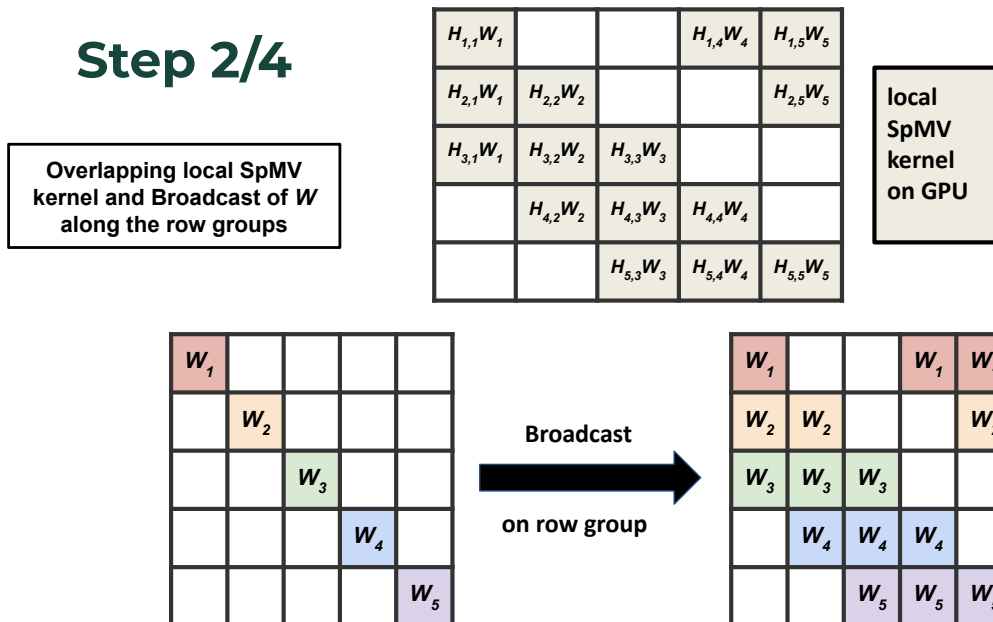 Step 2/4
Overlapping local SpMV
kernel and Broadcast of W
along the row groups
H1,1W1 H1,4W4 H1,5W5
H2,1W1 H2,2W2 H2,5W5
H3,1W1 H3,2W2 H3,3W3
H4,2W2 H4,3W3 H4,4W4
H5,3W3 H5,4W4 H5,5W5
local
SpMV
kernel
on GPU
W1
W2
W3
W4
W5
Broadcast
on row group
W1 W1 W
W2 W2 W
W3 W3 W3
W4 W4 W4
W5 W5 W5